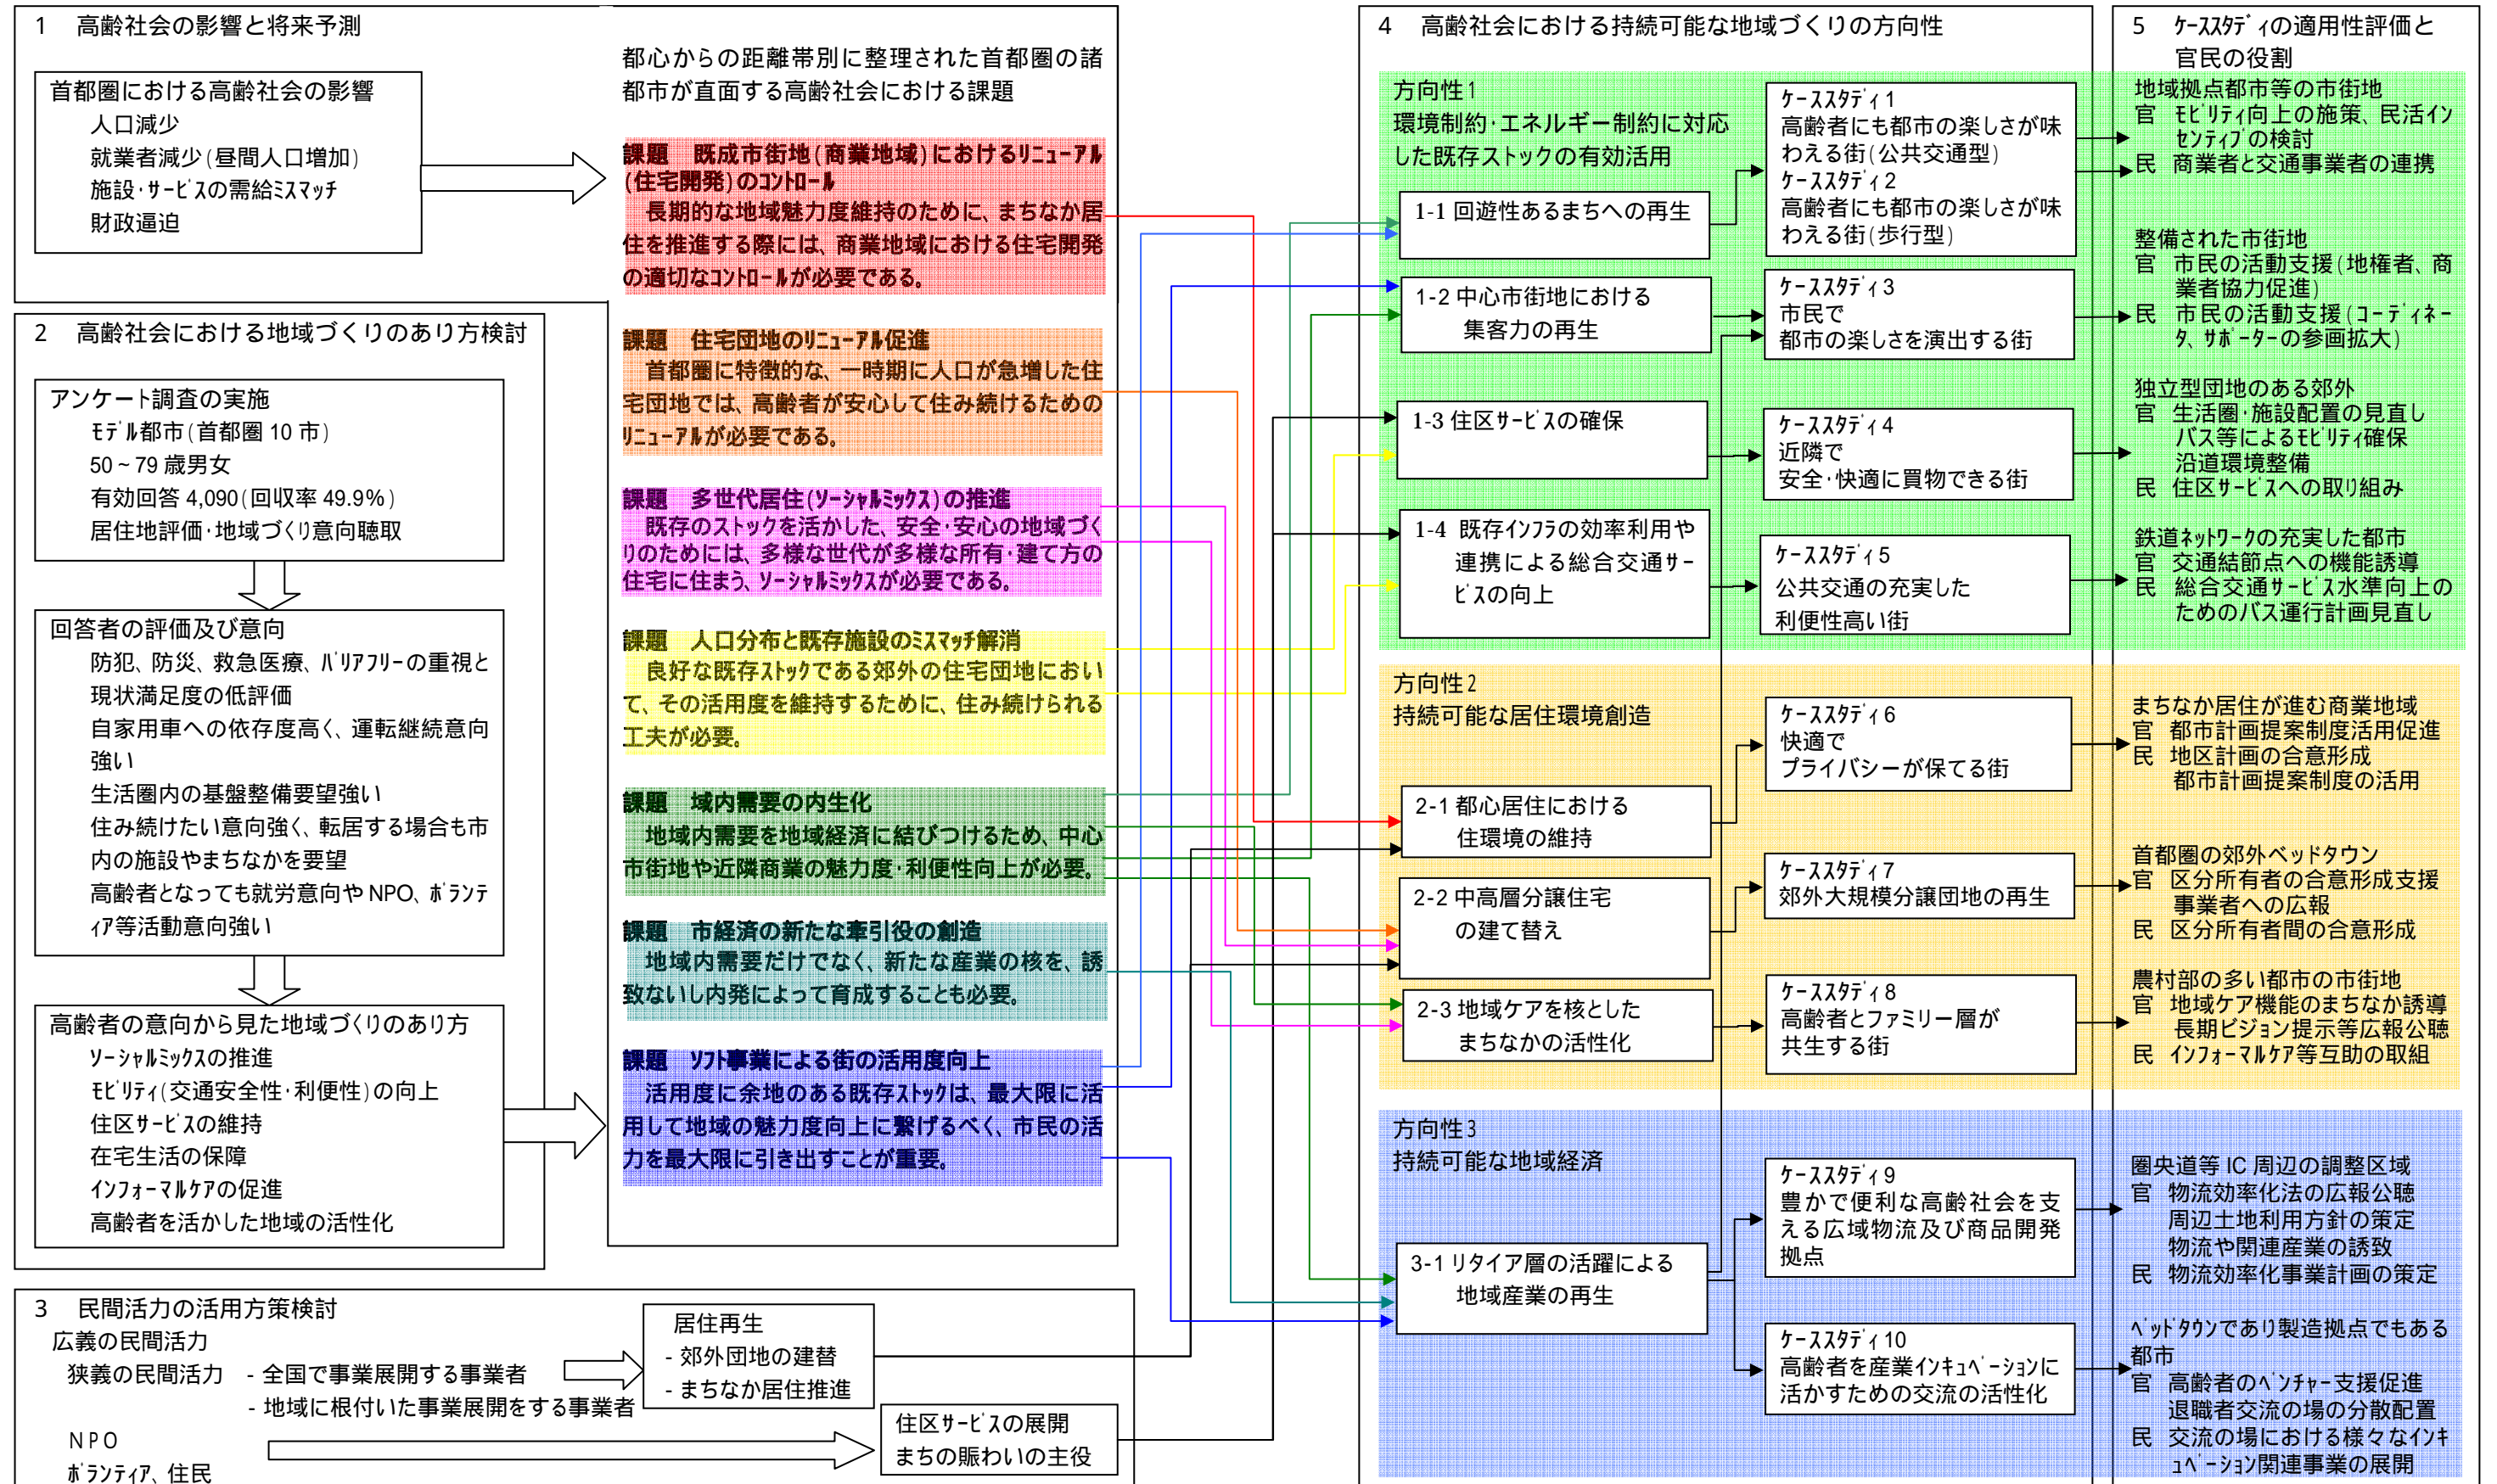 1 高齢社会の影響と将来予測
首都圏における高齢社会の影響
人口減少
就業者減少(昼間人口増加)
施設・ｻｰﾋﾞｽの需給ﾐｽﾏｯﾁ
財政逼迫
都心からの距離帯別に整理された首都圏の諸
都市が直面する高齢社会における課題
課題 既成市街地(商業地域)におけるﾘﾆｭｰｱﾙ
(住宅開発)のｺﾝﾄﾛｰﾙ
長期的な地域魅力度維持のために、まちなか居
住を推進する際には、商業地域における住宅開発
の適切なｺﾝﾄﾛｰﾙが必要である。
課題 住宅団地のﾘﾆｭｰｱﾙ促進
首都圏に特徴的な、一時期に人口が急増した住
宅団地では、高齢者が安心して住み続けるための
ﾘﾆｭｰｱﾙが必要である。
課題 多世代居住(ｿｰｼｬﾙﾐｯｸｽ)の推進
既存のストックを活かした、安全・安心の地域づく
りのためには、多様な世代が多様な所有・建て方の
住宅に住まう、ｿｰｼｬﾙﾐｯｸｽが必要である。
課題 人口分布と既存施設のﾐｽﾏｯﾁ解消
良好な既存ｽﾄｯｸである郊外の住宅団地におい
て、その活用度を維持するために、住み続けられる
工夫が必要。
課題 域内需要の内生化
地域内需要を地域経済に結びつけるため、中心
市街地や近隣商業の魅力度・利便性向上が必要。
課題 市経済の新たな牽引役の創造
地域内需要だけでなく、新たな産業の核を、誘
致ないし内発によって育成することも必要。
課題 ｿﾌﾄ事業による街の活用度向上
活用度に余地のある既存ｽﾄｯｸは、最大限に活
用して地域の魅力度向上に繋げるべく、市民の活
力を最大限に引き出すことが重要。
2 高齢社会における地域づくりのあり方検討
アンケート調査の実施
ﾓﾃﾞﾙ都市(首都圏 10 市)
50～79 歳男女
有効回答 4,090(回収率 49.9%)
居住地評価・地域づくり意向聴取
回答者の評価及び意向
防犯、防災、救急医療、ﾊﾞﾘｱﾌﾘｰの重視と
現状満足度の低評価
自家用車への依存度高く、運転継続意向
強い
生活圏内の基盤整備要望強い
住み続けたい意向強く、転居する場合も市
内の施設やまちなかを要望
高齢者となっても就労意向や NPO、ﾎﾞﾗﾝﾃ
ｨｱ等活動意向強い
高齢者の意向から見た地域づくりのあり方
ｿｰｼｬﾙﾐｯｸｽの推進
ﾓﾋﾞﾘﾃｨ(交通安全性・利便性)の向上
住区ｻｰﾋﾞｽの維持
在宅生活の保障
ｲﾝﾌｫｰﾏﾙｹｱの促進
高齢者を活かした地域の活性化
3 民間活力の活用方策検討
広義の民間活力
狭義の民間活力 - 全国で事業展開する事業者
- 地域に根付いた事業展開をする事業者
NPO
ﾎﾞﾗﾝﾃｨｱ、住民
居住再生
- 郊外団地の建替
- まちなか居住推進
住区ｻｰﾋﾞｽの展開
まちの賑わいの主役
4 高齢社会における持続可能な地域づくりの方向性
方向性1
環境制約・エネルギー制約に対応
した既存ストックの有効活用
1-1 回遊性あるまちへの再生
1-2 中心市街地における
集客力の再生
1-3 住区ｻｰﾋﾞｽの確保
1-4 既存ｲﾝﾌﾗの効率利用や
連携による総合交通ｻｰ
ﾋﾞｽの向上
ｹｰｽｽﾀﾃﾞｨ1
高齢者にも都市の楽しさが味
わえる街(公共交通型)
ｹｰｽｽﾀﾃﾞｨ2
高齢者にも都市の楽しさが味
わえる街(歩行型)
ｹｰｽｽﾀﾃﾞｨ3
市民で
都市の楽しさを演出する街
ｹｰｽｽﾀﾃﾞｨ4
近隣で
安全・快適に買物できる街
ｹｰｽｽﾀﾃﾞｨ5
公共交通の充実した
利便性高い街
方向性2
持続可能な居住環境創造
2-1 都心居住における
住環境の維持
2-2 中高層分譲住宅
の建て替え
2-3 地域ケアを核とした
まちなかの活性化
ｹｰｽｽﾀﾃﾞｨ6
快適で
プライバシーが保てる街
ｹｰｽｽﾀﾃﾞｨ7
郊外大規模分譲団地の再生
ｹｰｽｽﾀﾃﾞｨ8
高齢者とファミリー層が
共生する街
方向性3
持続可能な地域経済
3-1 リタイア層の活躍による
地域産業の再生
ｹｰｽｽﾀﾃﾞｨ9
豊かで便利な高齢社会を支
える広域物流及び商品開発
拠点
ｹｰｽｽﾀﾃﾞｨ10
高齢者を産業ｲﾝｷｭﾍﾞｰｼｮﾝに
活かすための交流の活性化
5 ｹｰｽｽﾀﾃﾞｨの適用性評価と
官民の役割
地域拠点都市等の市街地
官 ﾓﾋﾞﾘﾃｨ向上の施策、民活ｲﾝ
ｾﾝﾃｨﾌﾞの検討
民 商業者と交通事業者の連携
整備された市街地
官 市民の活動支援(地権者、商
業者協力促進)
民 市民の活動支援(ｺｰﾃﾞｨﾈｰ
ﾀ、ｻﾎﾟｰﾀｰの参画拡大)
独立型団地のある郊外
官 生活圏・施設配置の見直し
バス等によるﾓﾋﾞﾘﾃｨ確保
沿道環境整備
民 住区サービスへの取り組み
鉄道ﾈｯﾄﾜｰｸの充実した都市
官 交通結節点への機能誘導
民 総合交通ｻｰﾋﾞｽ水準向上の
ためのバス運行計画見直し
まちなか居住が進む商業地域
官 都市計画提案制度活用促進
民 地区計画の合意形成
都市計画提案制度の活用
首都圏の郊外ベッドタウン
官 区分所有者の合意形成支援
事業者への広報
民 区分所有者間の合意形成
農村部の多い都市の市街地
官 地域ケア機能のまちなか誘導
長期ビジョン提示等広報公聴
民 インフォーマルケア等互助の取組
圏央道等 IC 周辺の調整区域
官 物流効率化法の広報公聴
周辺土地利用方針の策定
物流や関連産業の誘致
民 物流効率化事業計画の策定
ﾍﾞｯﾄﾞﾀｳﾝであり製造拠点でもある
都市
官 高齢者のﾍﾞﾝﾁｬｰ支援促進
退職者交流の場の分散配置
民 交流の場における様々なｲﾝｷ
ｭﾍﾞｰｼｮﾝ関連事業の展開